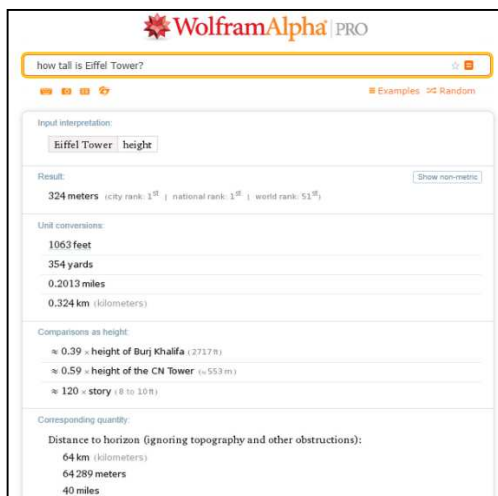 WolframAlpha PRO
how tall is Eiffel Tower?
Examples Random
Input interpretation:
Eiffel Tower height
Result:
Show non-metric
324 meters (city rank: 1st | national rank: 1st | world rank: 51st)
Unit conversions:
1063 feet
354 yards
0.2013 miles
0.324 km (kilometers)
Comparisons as height:
≈ 0.39 × height of Burj Khalifa (2717 ft)
≈ 0.59 × height of the CN Tower (≈ 553 m)
≈ 120 × story (8 to 10 ft)
Corresponding quantity:
Distance to horizon (ignoring topography and other obstructions):
64 km (kilometers)
64 289 meters
40 miles